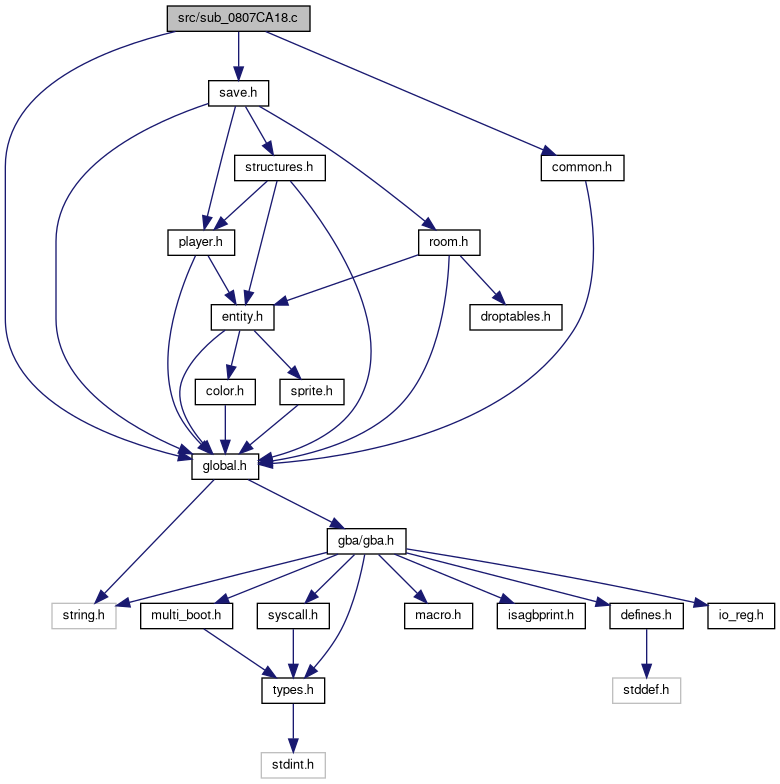 src/sub_0807CA18.c
save.h
structures.h
common.h
player.h
room.h
entity.h
droptables.h
color.h
sprite.h
global.h
gba/gba.h
string.h
multi_boot.h
syscall.h
macro.h
isagbprint.h
defines.h
io_reg.h
types.h
stddef.h
stdint.h